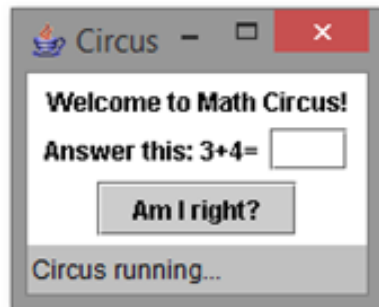 Circus
Welcome to Math Circus!
Answer this: 3+4=
Am I right?
Circus running...